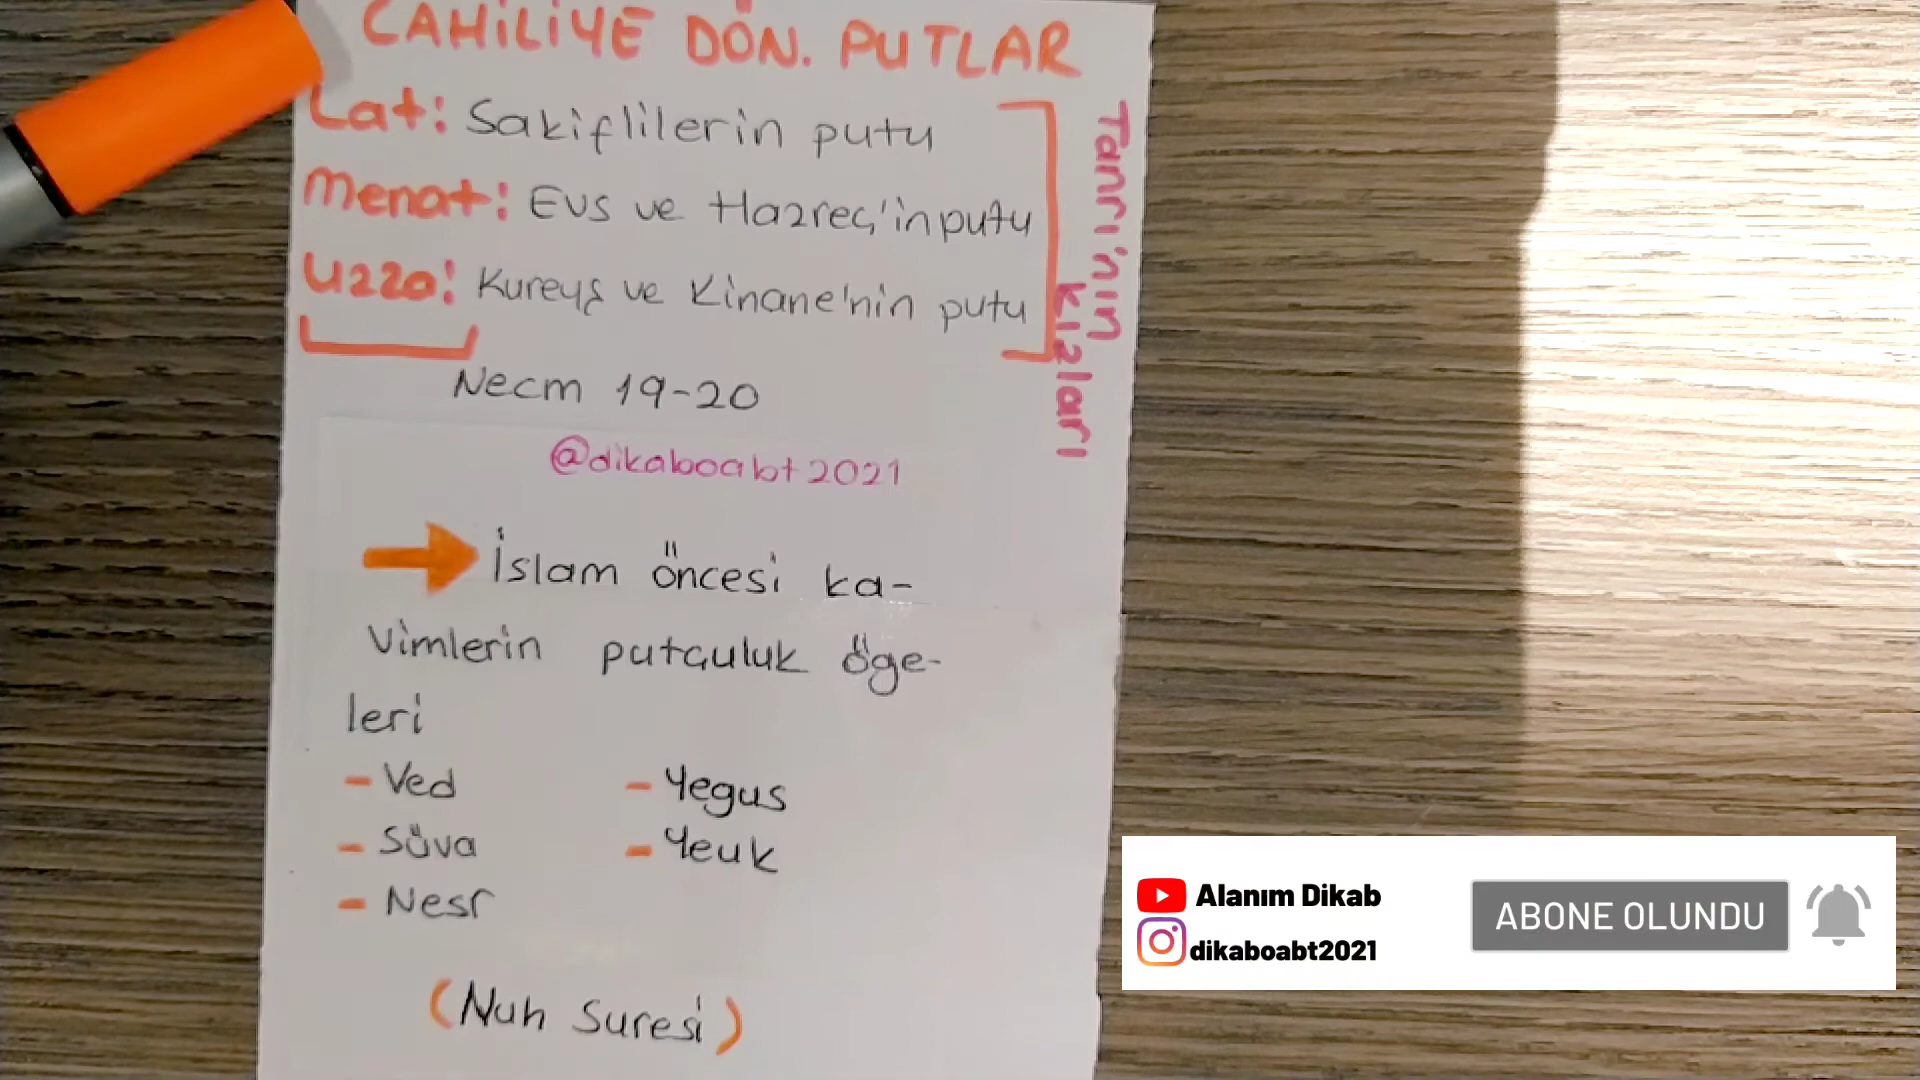 CAHİLİYE DÖN. PUTLAR
Lat: Sakiflilerin putu
Menat: Evs ve Hazreç'in putu
Uzza: Kureyş ve Kinane'nin putu
Tanrı'nın
kızları
Necm 19-20
@dikaboabt2021
İslam öncesi ka-
vimlerin putçuluk öge-
leri
- Ved
- Yegus
- Süva
- Yeuk
- Nesr
(Nuh Suresi)
Alanım Dikab
dikaboabt2021
ABONE OLUNDU